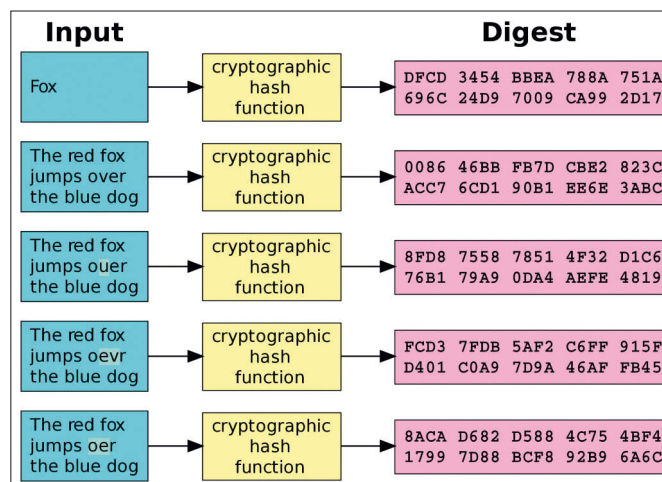 Input
Digest
Fox
cryptographic
hash
function
DFCD 3454 BBEA 788A 751A
696C 24D9 7009 CA99 2D17
The red fox
jumps over
the blue dog
cryptographic
hash
function
0086 46BB FB7D CBE2 823C
ACC7 6CD1 90B1 EE6E 3ABC
The red fox
jumps ouer
the blue dog
cryptographic
hash
function
8FD8 7558 7851 4F32 D1C6
76B1 79A9 0DA4 AEFE 4819
The red fox
jumps oevr
the blue dog
cryptographic
hash
function
FCD3 7FDB 5AF2 C6FF 915F
D401 C0A9 7D9A 46AF FB45
The red fox
jumps oer
the blue dog
cryptographic
hash
function
8ACA D682 D588 4C75 4BF4
1799 7D88 BCF8 92B9 6A6C